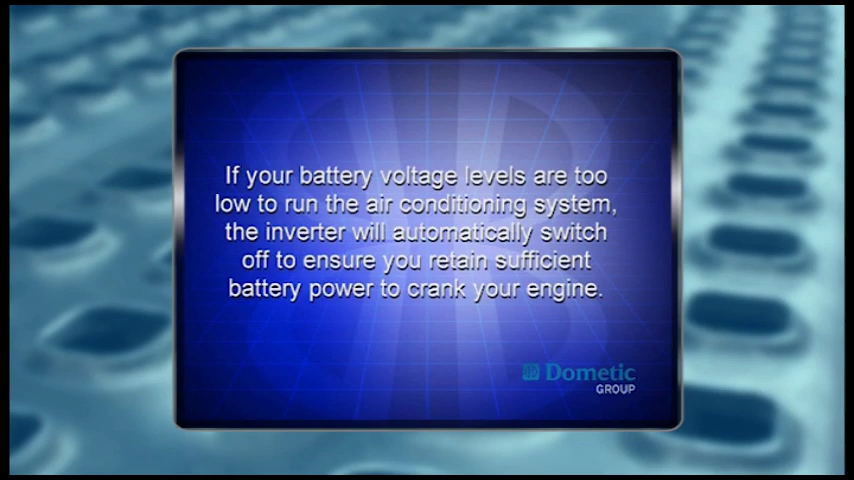 If your battery voltage levels are too
low to run the air conditioning system,
the inverter will automatically switch
off to ensure you retain sufficient
battery power to crank your engine.
Dometic
GROUP